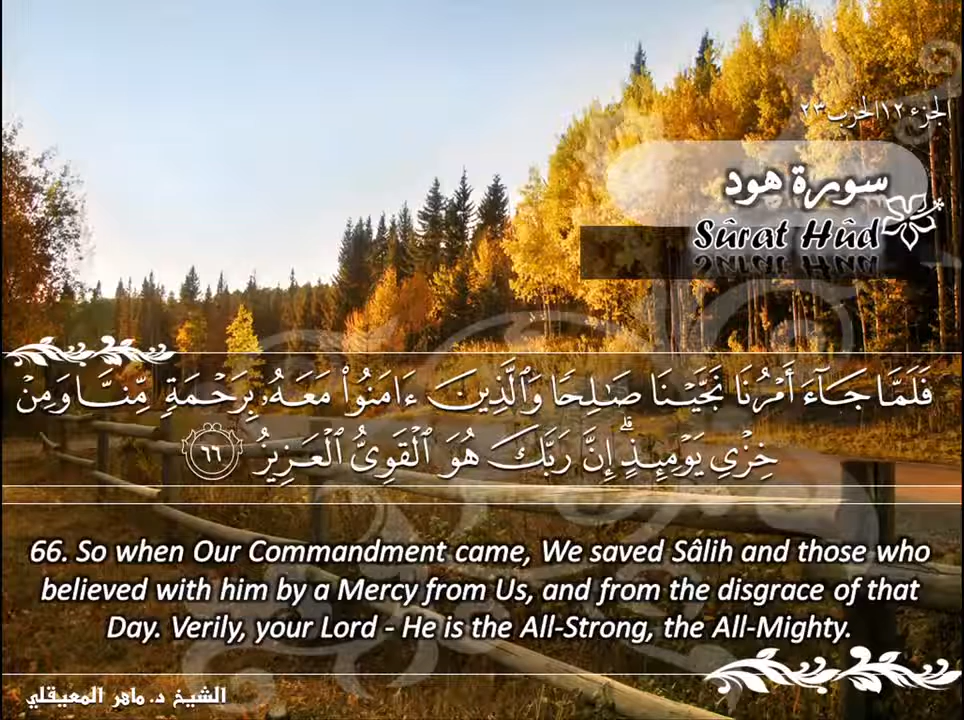 الجزء ١٢ الحزب ٢٣
سورة هود
Sûrat Hûd
فَلَمَّا جَآءَ أَمْرُنَا نَجَّيْنَا صَـٰلِحًا وَٱلَّذِينَ ءَامَنُوا۟ مَعَهُۥ بِرَحْمَةٍ مِّنَّا وَمِنْ
خِزْىِ يَوْمِئِذٍ ۗ إِنَّ رَبَّكَ هُوَ ٱلْقَوِىُّ ٱلْعَزِيزُ ٦٦
66. So when Our Commandment came, We saved Sâlih and those who
believed with him by a Mercy from Us, and from the disgrace of that
Day. Verily, your Lord - He is the All-Strong, the All-Mighty.
الشيخ د. ماهر المعيقلي